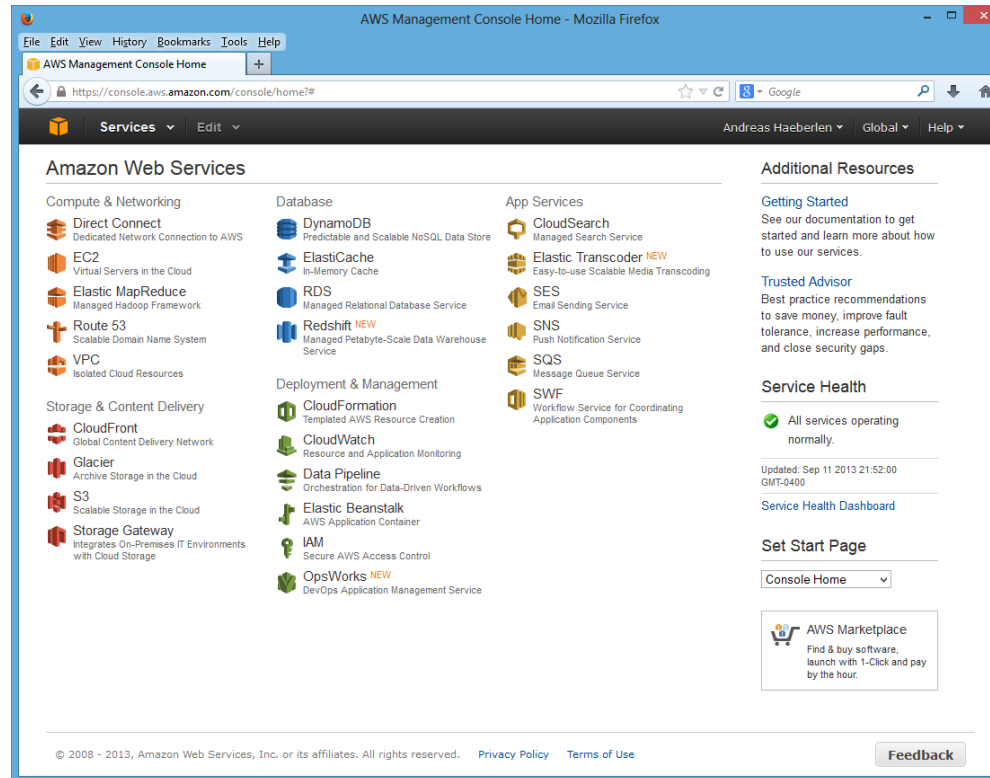 AWS Management Console Home - Mozilla Firefox
File Edit View History Bookmarks Tools Help
AWS Management Console Home
https://console.aws.amazon.com/console/home?#
Google
Services Edit
Andreas Haeberlen Global Help
Amazon Web Services
Compute & Networking
Direct Connect
Dedicated Network Connection to AWS
EC2
Virtual Servers in the Cloud
Elastic MapReduce
Managed Hadoop Framework
Route 53
Scalable Domain Name System
VPC
Isolated Cloud Resources
Storage & Content Delivery
CloudFront
Global Content Delivery Network
Glacier
Archive Storage in the Cloud
S3
Scalable Storage in the Cloud
Storage Gateway
Integrates On-Premises IT Environments
with Cloud Storage
Database
DynamoDB
Predictable and Scalable NoSQL Data Store
ElastiCache
In-Memory Cache
RDS
Managed Relational Database Service
Redshift NEW
Managed Petabyte-Scale Data Warehouse
Service
Deployment & Management
CloudFormation
Templated AWS Resource Creation
CloudWatch
Resource and Application Monitoring
Data Pipeline
Orchestration for Data-Driven Workflows
Elastic Beanstalk
AWS Application Container
IAM
Secure AWS Access Control
OpsWorks NEW
DevOps Application Management Service
App Services
CloudSearch
Managed Search Service
Elastic Transcoder NEW
Easy-to-use Scalable Media Transcoding
SES
Email Sending Service
SNS
Push Notification Service
SQS
Message Queue Service
SWF
Workflow Service for Coordinating
Application Components
Additional Resources
Getting Started
See our documentation to get
started and learn more about how
to use our services.
Trusted Advisor
Best practice recommendations
to save money, improve fault
tolerance, increase performance,
and close security gaps.
Service Health
All services operating
normally.
Updated: Sep 11 2013 21:52:00
GMT-0400
Service Health Dashboard
Set Start Page
Console Home
AWS Marketplace
Find & buy software,
launch with 1-Click and pay
by the hour.
© 2008 - 2013, Amazon Web Services, Inc. or its affiliates. All rights reserved. Privacy Policy Terms of Use
Feedback